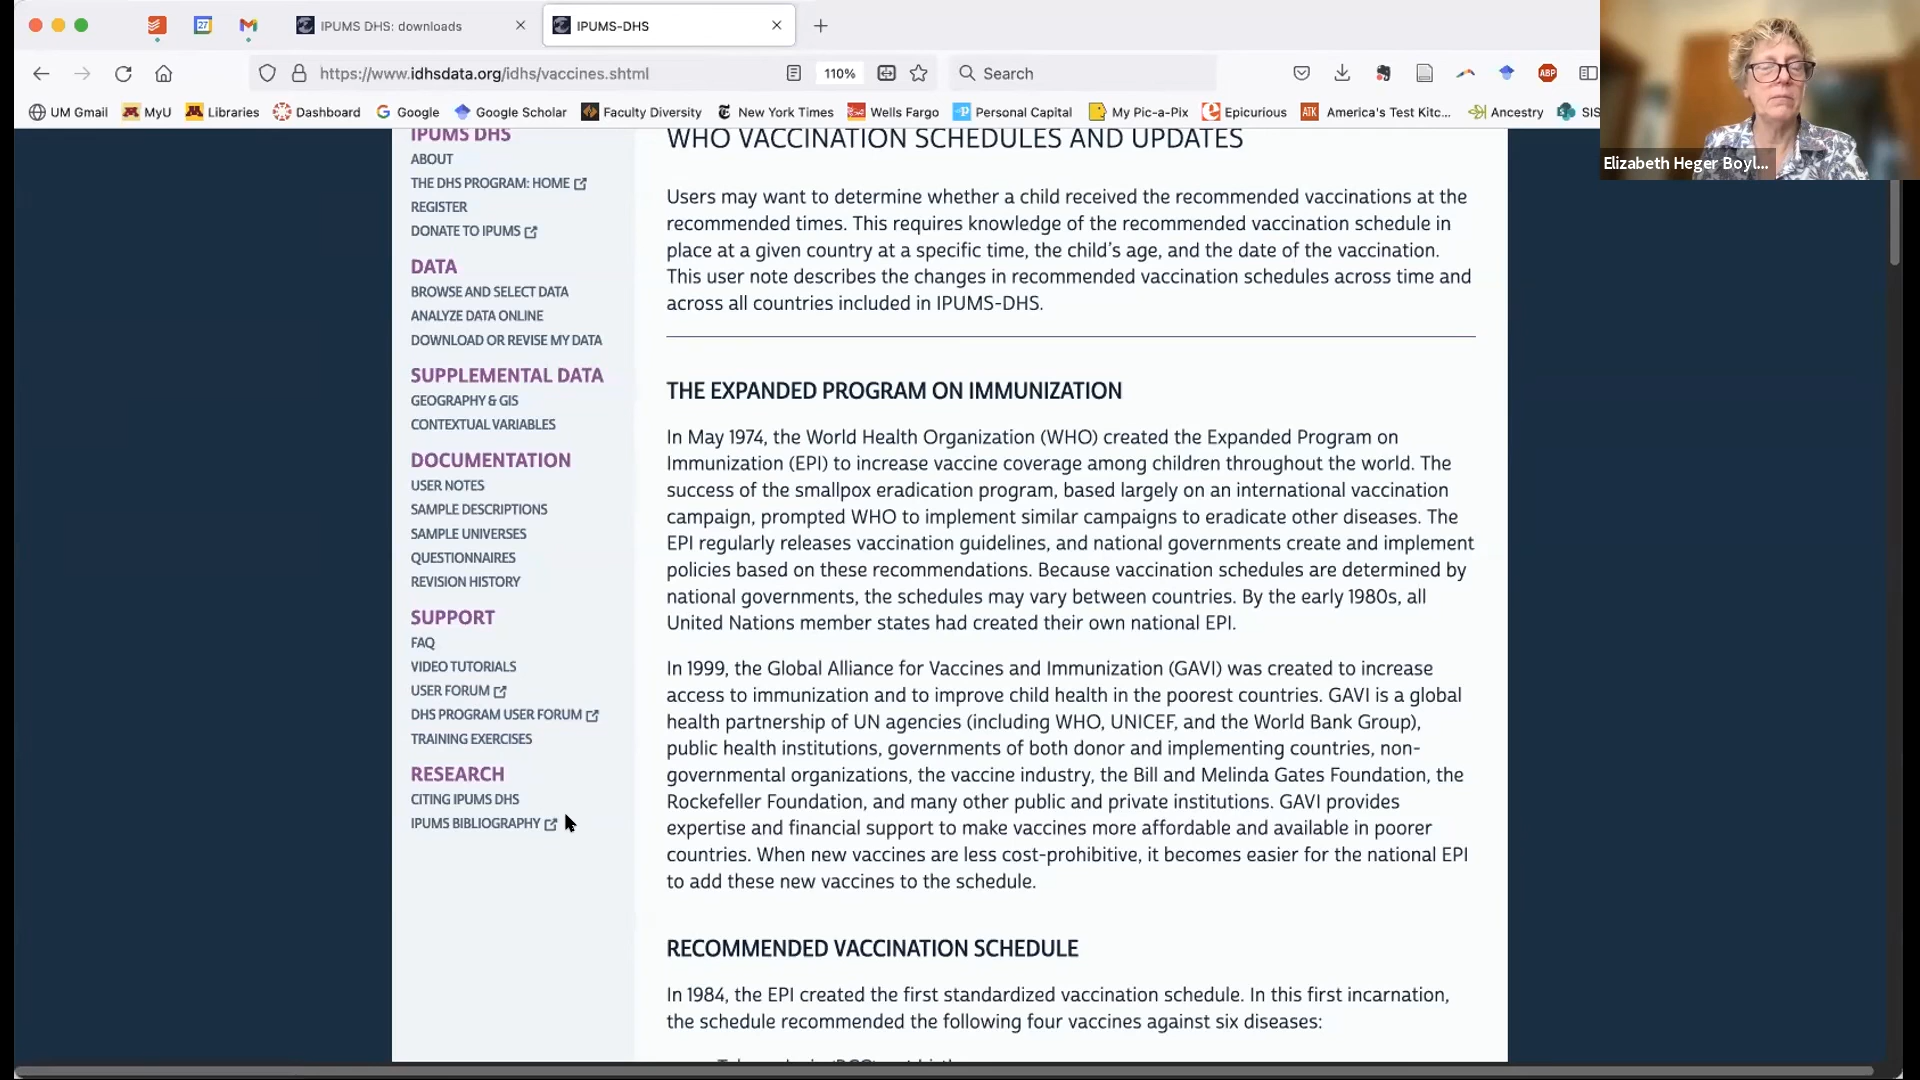 IPUMS DHS: downloads
IPUMS-DHS
27
https://www.idhsdata.org/idhs/vaccines.shtml
110%
Search
ABP
UM Gmail
MyU
Libraries
Dashboard
Google
Google Scholar
Faculty Diversity
New York Times
Wells Fargo
Personal Capital
My Pic-a-Pix
Epicurious
ATK
America's Test Kitc...
Ancestry
SIS
Elizabeth Heger Boyl...
IPUMS DHS
ABOUT
THE DHS PROGRAM: HOME
REGISTER
DONATE TO IPUMS
DATA
BROWSE AND SELECT DATA
ANALYZE DATA ONLINE
DOWNLOAD OR REVISE MY DATA
SUPPLEMENTAL DATA
GEOGRAPHY & GIS
CONTEXTUAL VARIABLES
DOCUMENTATION
USER NOTES
SAMPLE DESCRIPTIONS
SAMPLE UNIVERSES
QUESTIONNAIRES
REVISION HISTORY
SUPPORT
FAQ
VIDEO TUTORIALS
USER FORUM
DHS PROGRAM USER FORUM
TRAINING EXERCISES
RESEARCH
CITING IPUMS DHS
IPUMS BIBLIOGRAPHY
WHO VACCINATION SCHEDULES AND UPDATES
Users may want to determine whether a child received the recommended vaccinations at the
recommended times. This requires knowledge of the recommended vaccination schedule in
place at a given country at a specific time, the child's age, and the date of the vaccination.
This user note describes the changes in recommended vaccination schedules across time and
across all countries included in IPUMS-DHS.
THE EXPANDED PROGRAM ON IMMUNIZATION
In May 1974, the World Health Organization (WHO) created the Expanded Program on
Immunization (EPI) to increase vaccine coverage among children throughout the world. The
success of the smallpox eradication program, based largely on an international vaccination
campaign, prompted WHO to implement similar campaigns to eradicate other diseases. The
EPI regularly releases vaccination guidelines, and national governments create and implement
policies based on these recommendations. Because vaccination schedules are determined by
national governments, the schedules may vary between countries. By the early 1980s, all
United Nations member states had created their own national EPI.
In 1999, the Global Alliance for Vaccines and Immunization (GAVI) was created to increase
access to immunization and to improve child health in the poorest countries. GAVI is a global
health partnership of UN agencies (including WHO, UNICEF, and the World Bank Group),
public health institutions, governments of both donor and implementing countries, non-
governmental organizations, the vaccine industry, the Bill and Melinda Gates Foundation, the
Rockefeller Foundation, and many other public and private institutions. GAVI provides
expertise and financial support to make vaccines more affordable and available in poorer
countries. When new vaccines are less cost-prohibitive, it becomes easier for the national EPI
to add these new vaccines to the schedule.
RECOMMENDED VACCINATION SCHEDULE
In 1984, the EPI created the first standardized vaccination schedule. In this first incarnation,
the schedule recommended the following four vaccines against six diseases: